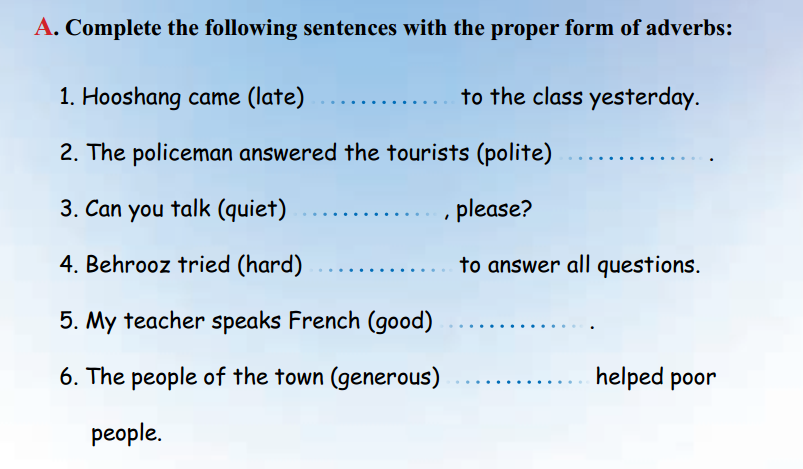 A. Complete the following sentences with the proper form of adverbs:
1. Hooshang came (late) .............. to the class yesterday.
2. The policeman answered the tourists (polite) .............. .
3. Can you talk (quiet) .............. , please?
4. Behrooz tried (hard) .............. to answer all questions.
5. My teacher speaks French (good) .............. .
6. The people of the town (generous) .............. helped poor
people.